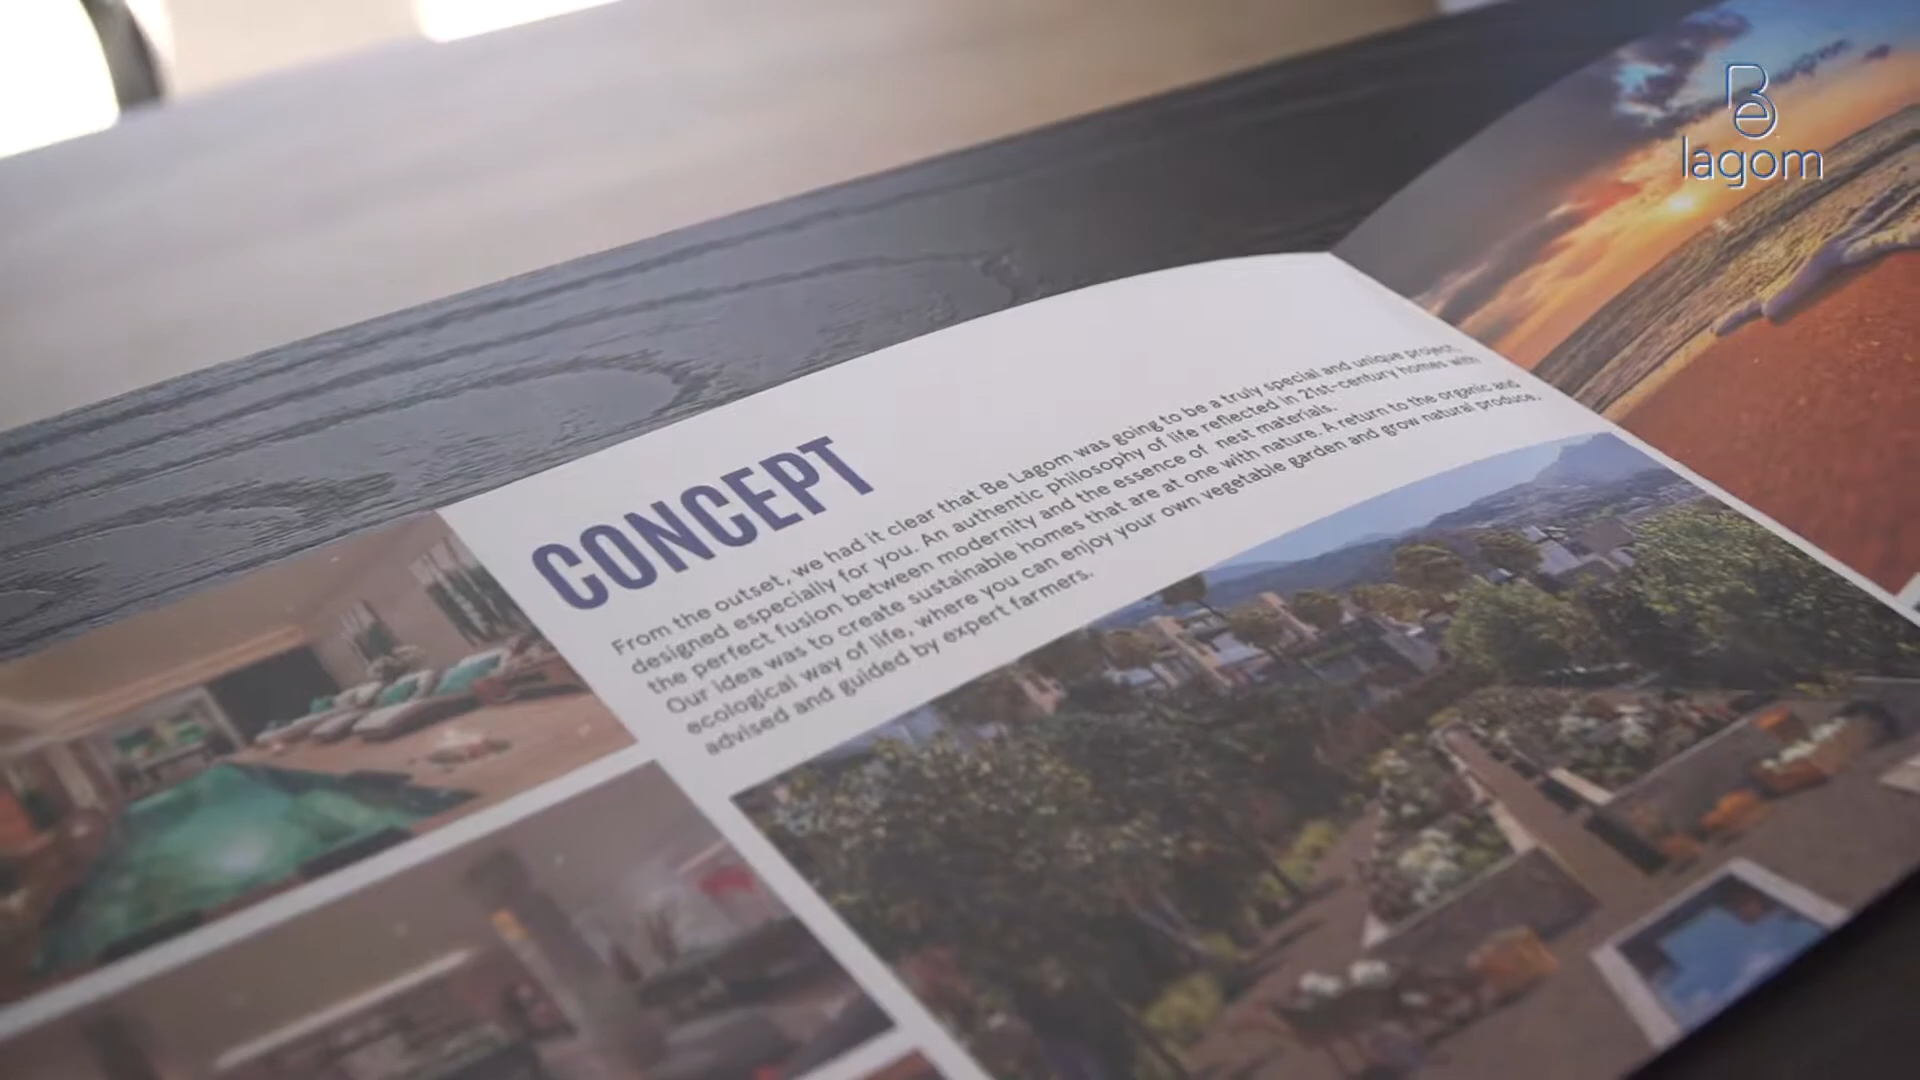 Be
lagom
CONCEPT
From the outset, we had it clear that Be Lagom was going to be a truly special and unique project,
designed especially for you. An authentic philosophy of life reflected in 21st-century homes with
the perfect fusion between modernity and the essence of nest materials.
Our idea was to create sustainable homes that are at one with nature. A return to the organic and
ecological way of life, where you can enjoy your own vegetable garden and grow natural produce,
advised and guided by expert farmers.